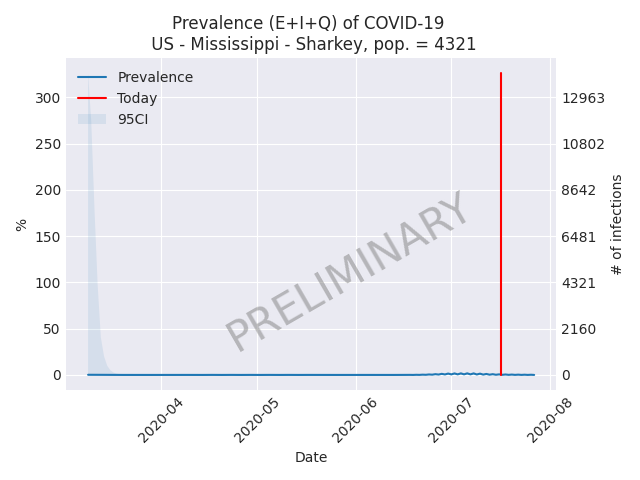 Prevalence (E+I+Q) of COVID-19
US - Mississippi - Sharkey, pop. = 4321
Prevalence
Today
95CI
300
250
200
150
100
50
0
%
12963
10802
8642
6481
4321
2160
0
# of infections
PRELIMINARY
2020-04
2020-05
2020-06
2020-07
2020-08
Date